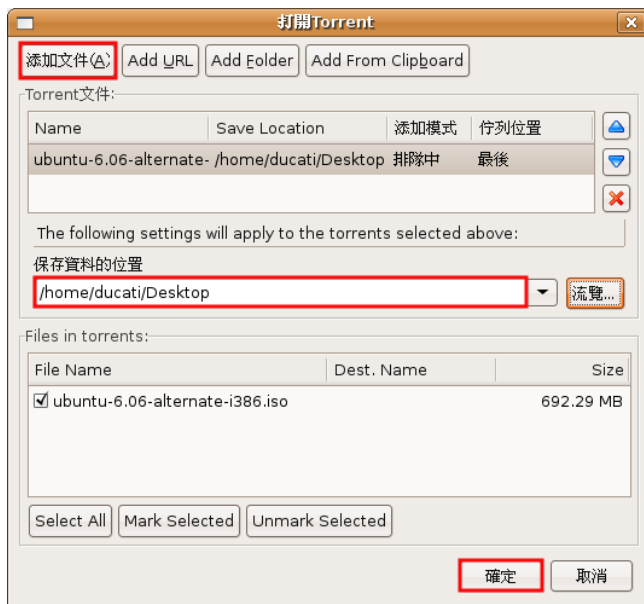 打開Torrent
添加文件(A) Add URL Add Folder Add From Clipboard
Torrent文件:
Name Save Location 添加模式 佇列位置
ubuntu-6.06-alternate- /home/ducati/Desktop 排隊中 最後
The following settings will apply to the torrents selected above:
保存資料的位置
/home/ducati/Desktop 流覽...
Files in torrents:
File Name Dest. Name Size
ubuntu-6.06-alternate-i386.iso 692.29 MB
Select All Mark Selected Unmark Selected
確定 取消